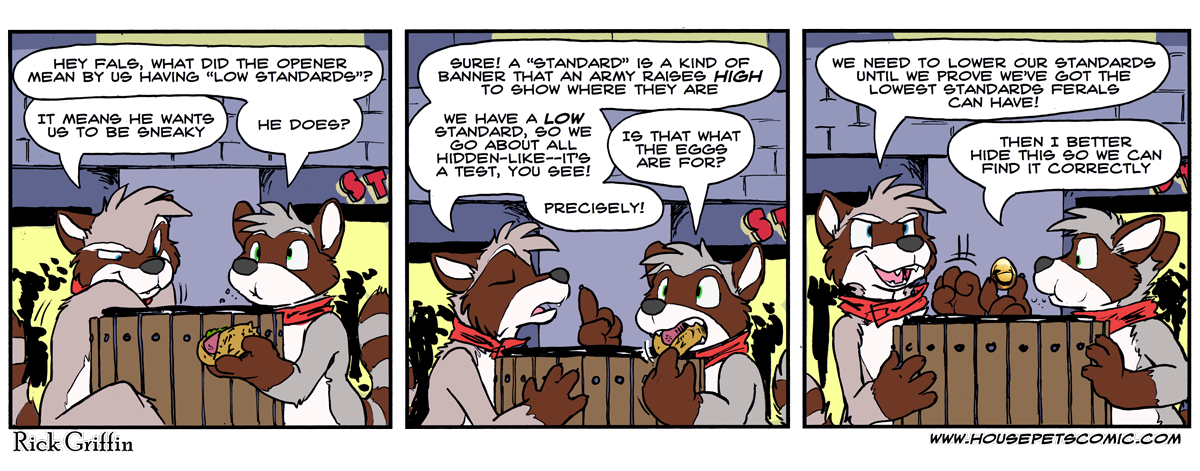 HEY FALS, WHAT DID THE OPENER
MEAN BY US HAVING "LOW STANDARDS"?
IT MEANS HE WANTS
US TO BE SNEAKY
HE DOES?
ST
SURE! A "STANDARD" IS A KIND OF
BANNER THAT AN ARMY RAISES HIGH
TO SHOW WHERE THEY ARE
WE HAVE A LOW
STANDARD, SO WE
GO ABOUT ALL
HIDDEN-LIKE--IT'S
A TEST, YOU SEE!
IS THAT WHAT
THE EGGS
ARE FOR?
PRECISELY!
ST
WE NEED TO LOWER OUR STANDARDS
UNTIL WE PROVE WE'VE GOT THE
LOWEST STANDARDS FERALS
CAN HAVE!
THEN I BETTER
HIDE THIS SO WE CAN
FIND IT CORRECTLY
ST
Rick Griffin
WWW.HOUSEPETSCOMIC.COM